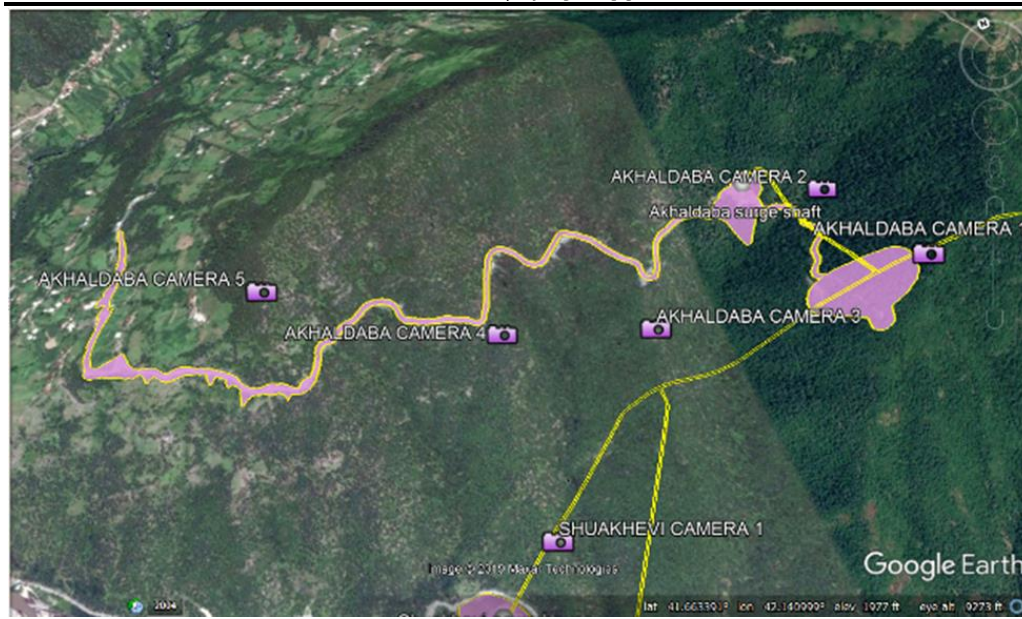 AKHALDABA CAMERA 2
Akhaldaba surge shaft
AKHALDABA CAMERA 1
AKHALDABA CAMERA 5
AKHALDABA CAMERA 3
AKHALDABA CAMERA 4
SHUAKHEVI CAMERA 1
Google Earth
Image © 2019 Maxar Technologies
2004
lat 41.663391° lon 42.140999° elev 1977 ft eye alt 9273 ft